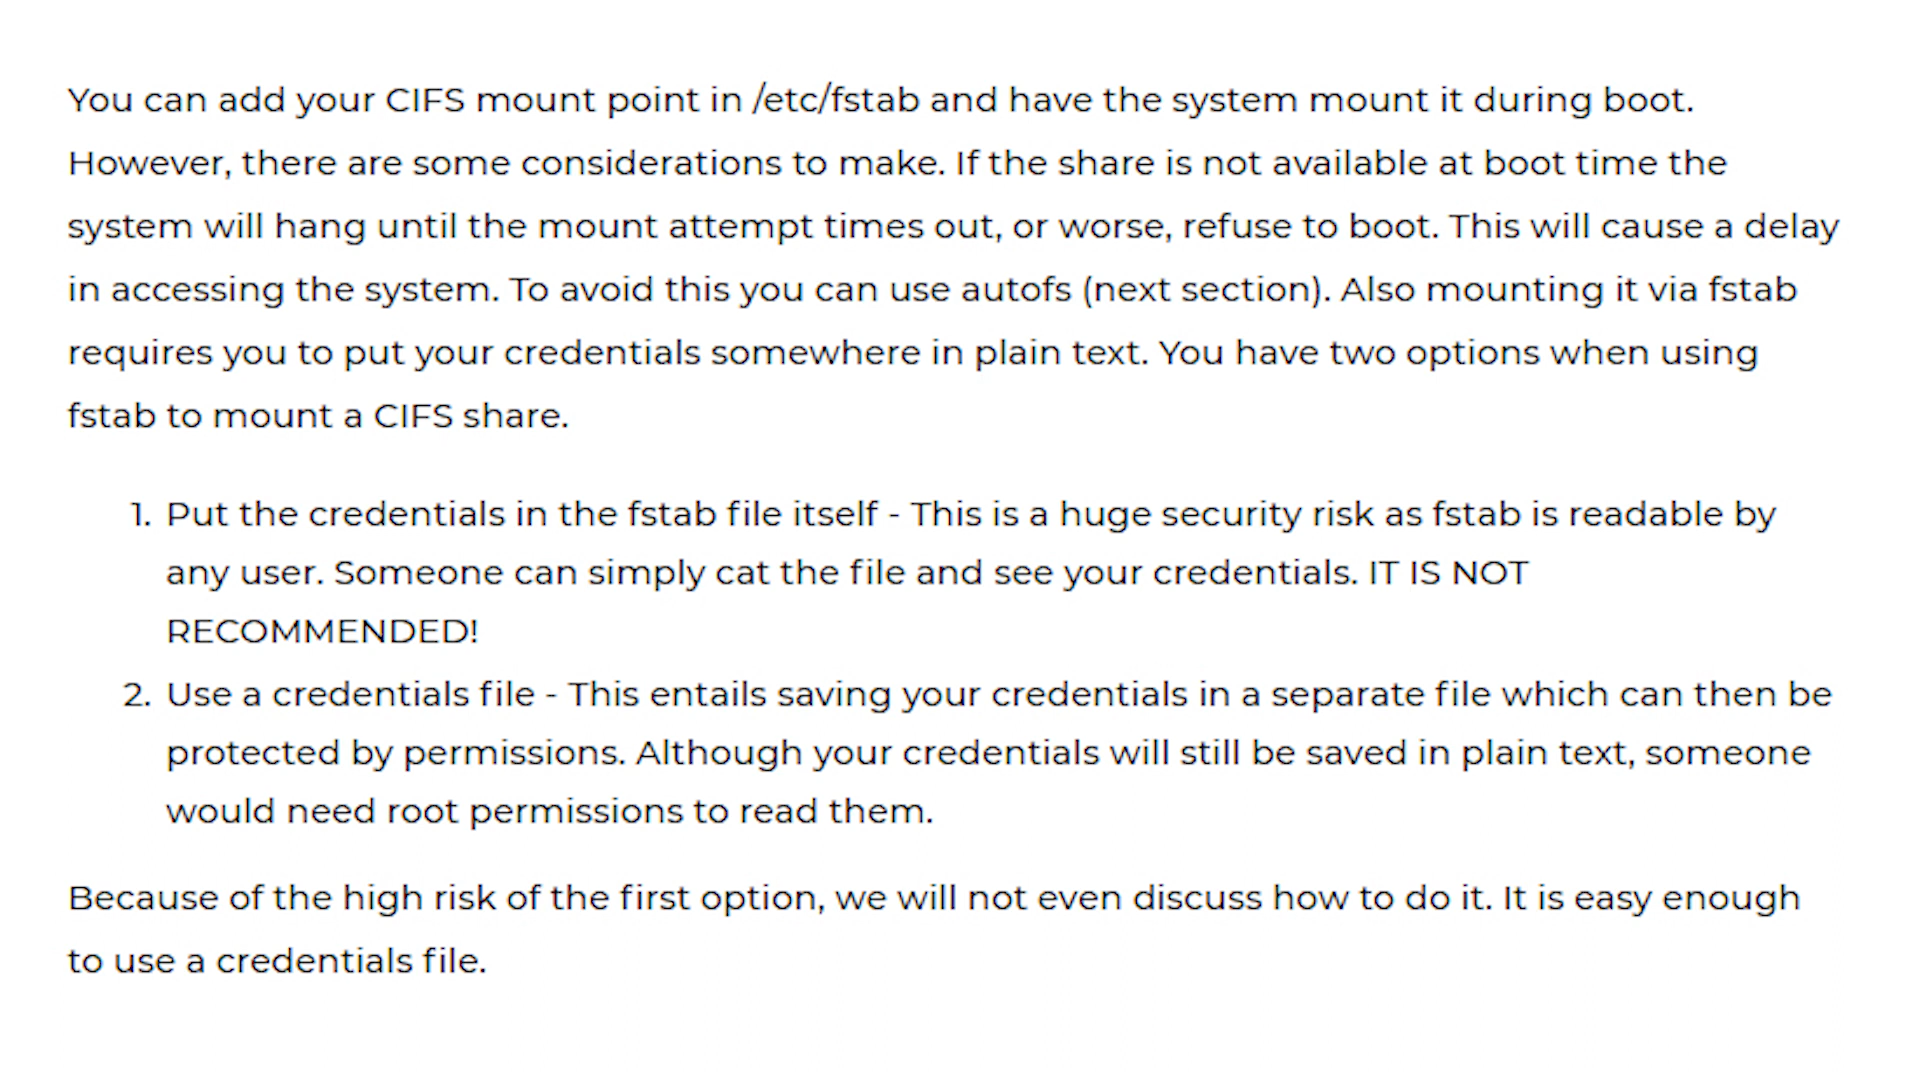 You can add your CIFS mount point in /etc/fstab and have the system mount it during boot.
However, there are some considerations to make. If the share is not available at boot time the
system will hang until the mount attempt times out, or worse, refuse to boot. This will cause a delay
in accessing the system. To avoid this you can use autofs (next section). Also mounting it via fstab
requires you to put your credentials somewhere in plain text. You have two options when using
fstab to mount a CIFS share.
1. Put the credentials in the fstab file itself - This is a huge security risk as fstab is readable by
any user. Someone can simply cat the file and see your credentials. IT IS NOT
RECOMMENDED!
2. Use a credentials file - This entails saving your credentials in a separate file which can then be
protected by permissions. Although your credentials will still be saved in plain text, someone
would need root permissions to read them.
Because of the high risk of the first option, we will not even discuss how to do it. It is easy enough
to use a credentials file.